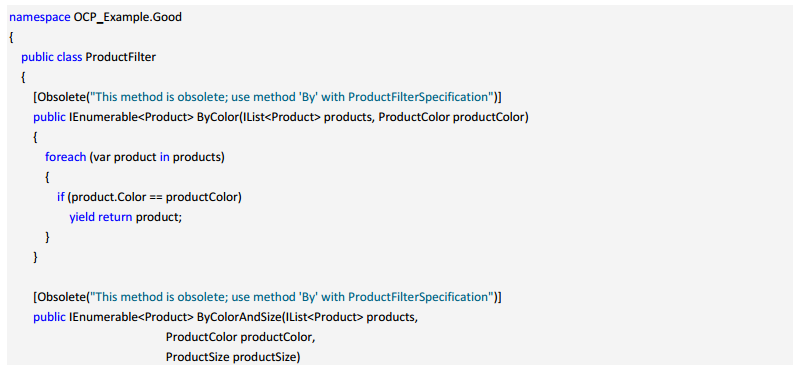 namespace OCP_Example.Good
{
public class ProductFilter
{
[Obsolete("This method is obsolete; use method 'By' with ProductFilterSpecification")]
public IEnumerable<Product> ByColor(IList<Product> products, ProductColor productColor)
{
foreach (var product in products)
{
if (product.Color == productColor)
yield return product;
}
}
[Obsolete("This method is obsolete; use method 'By' with ProductFilterSpecification")]
public IEnumerable<Product> ByColorAndSize(IList<Product> products,
ProductColor productColor,
ProductSize productSize)